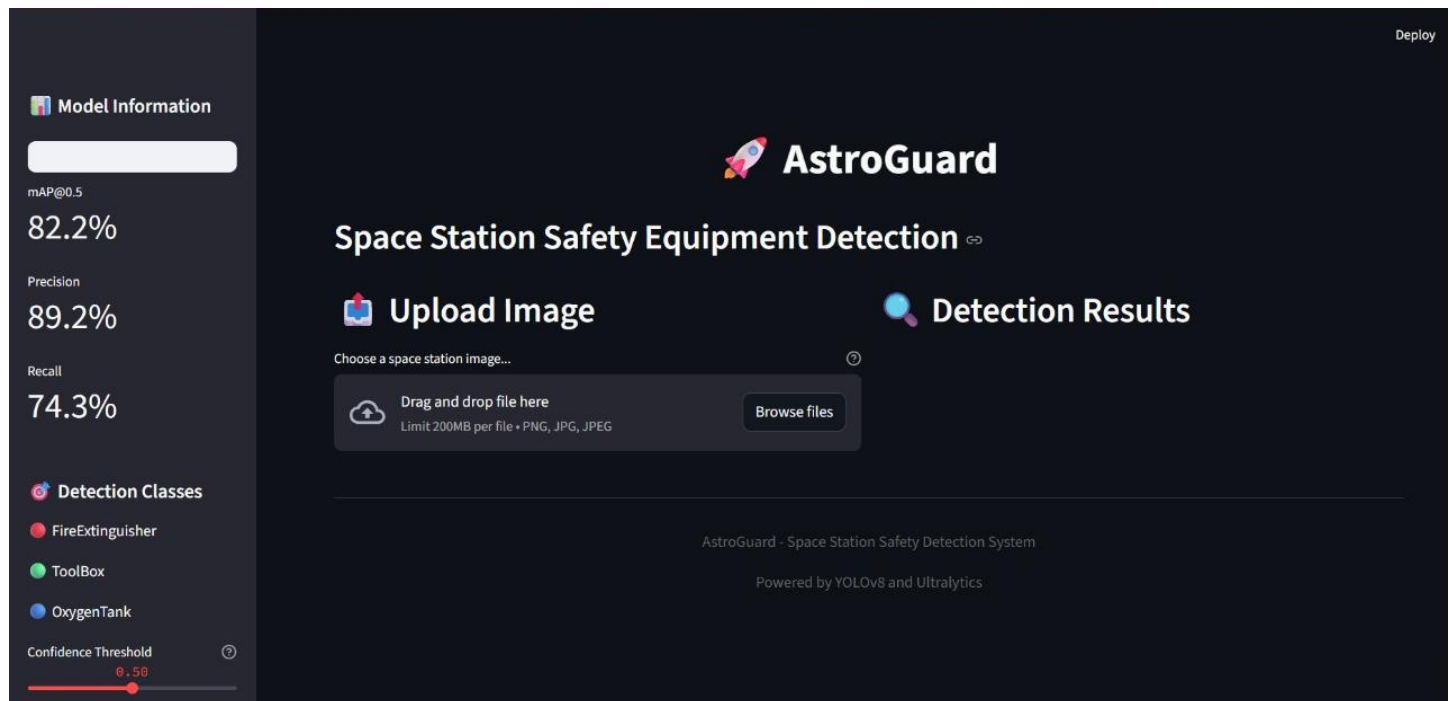 Deploy
Model Information
mAP@0.5
82.2%
Precision
89.2%
Recall
74.3%
Detection Classes
FireExtinguisher
ToolBox
OxygenTank
Confidence Threshold
0.50
AstroGuard
Space Station Safety Equipment Detection
Upload Image
Choose a space station image...
Drag and drop file here
Limit 200MB per file • PNG, JPG, JPEG
Browse files
Detection Results
AstroGuard - Space Station Safety Detection System
Powered by YOLOv8 and Ultralytics